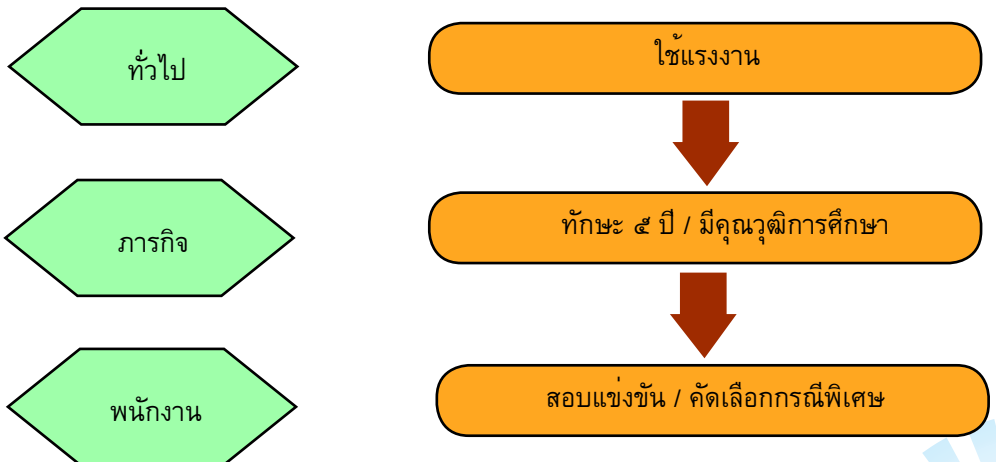 ทั่วไป
ใช้แรงงาน
ภารกิจ
ทักษะ ๕ ปี / มีคุณวุฒิการศึกษา
พนักงาน
สอบแข่งขัน / คัดเลือกกรณีพิเศษ